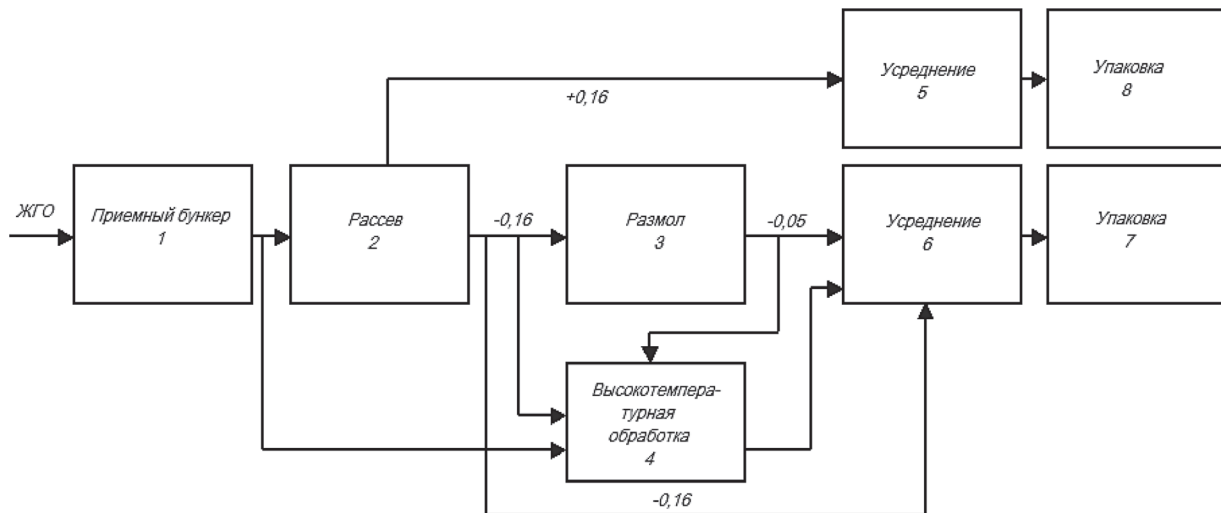 Усреднение
5
Упаковка
8
+0,16
ЖГО
Приемный бункер
1
Рассев
2
-0,16
Размол
3
-0,05
Усреднение
6
Упаковка
7
Высокотемпера-
турная
обработка
4
-0,16